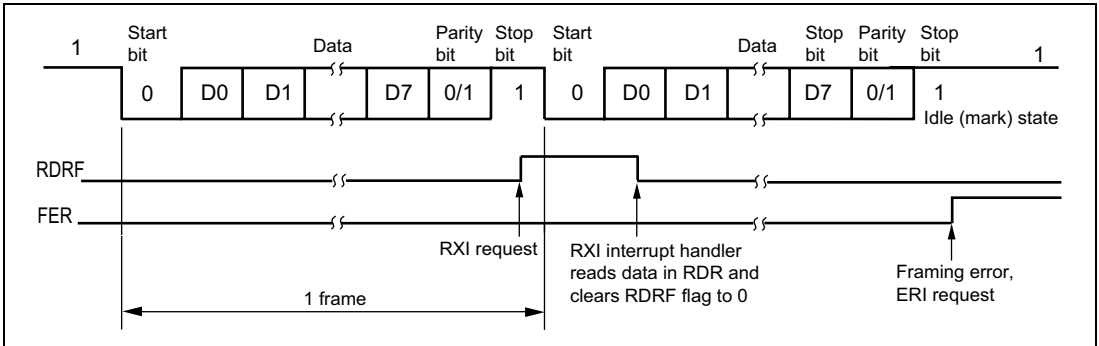 1
Start bit
Data
Parity bit
Stop bit
Start bit
Data
Stop bit
Parity bit
Stop bit
1
0
D0
D1
D7
0/1
1
0
D0
D1
D7
0/1
1
Idle (mark) state
RDRF
FER
RXI request
RXI interrupt handler
reads data in RDR and
clears RDRF flag to 0
Framing error,
ERI request
1 frame